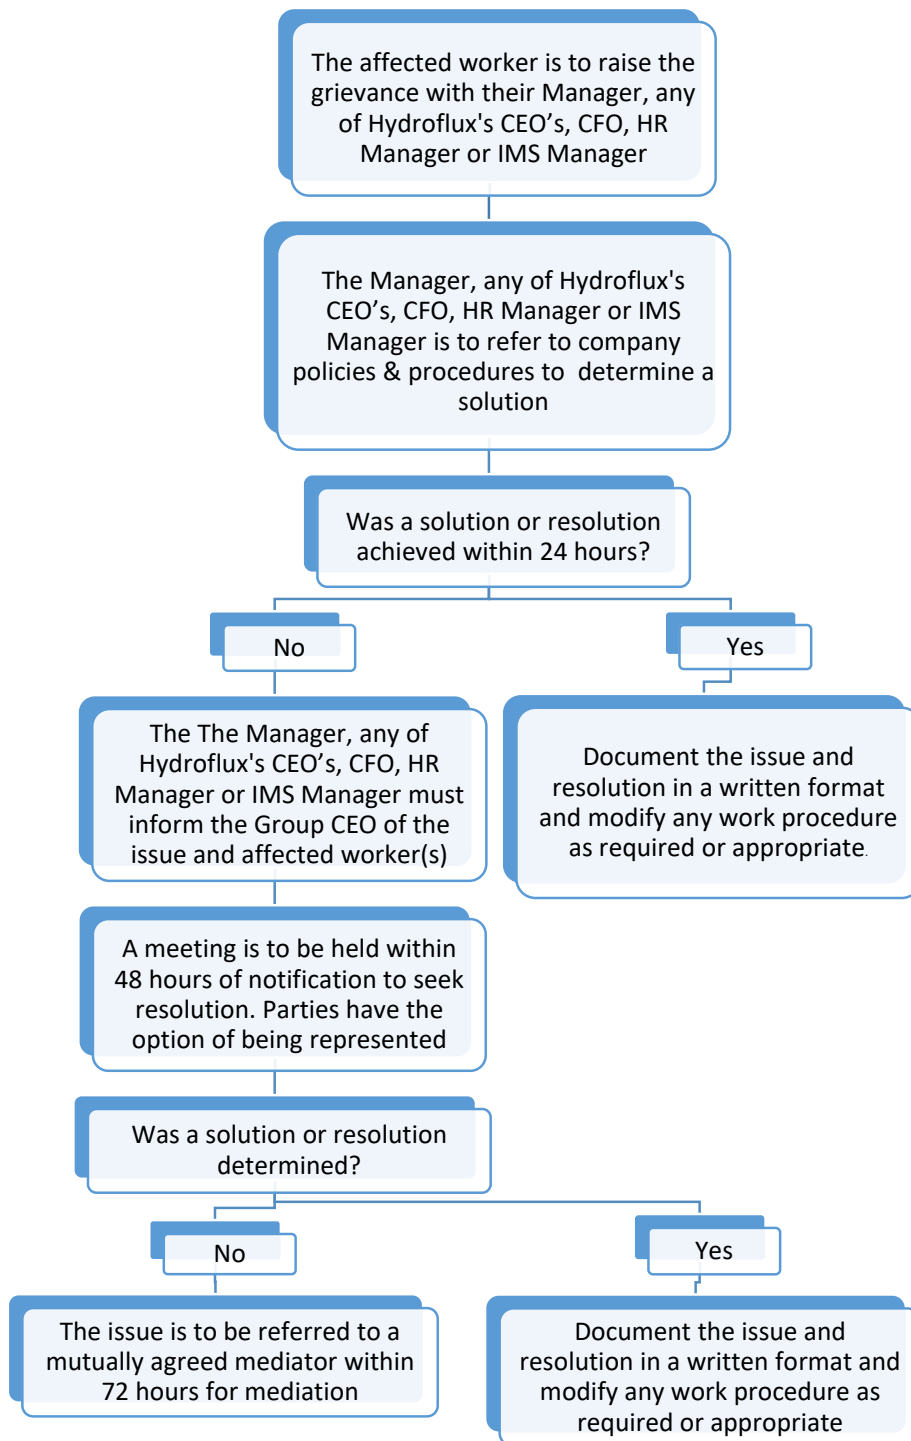 The affected worker is to raise the
grievance with their Manager, any
of Hydroflux's CEO’s, CFO, HR
Manager or IMS Manager
The Manager, any of Hydroflux's
CEO’s, CFO, HR Manager or IMS
Manager is to refer to company
policies & procedures to  determine a
solution
Was a solution or resolution
achieved within 24 hours?
No
Yes
The The Manager, any of
Hydroflux's CEO’s, CFO, HR
Manager or IMS Manager must
inform the Group CEO of the
issue and affected worker(s)
Document the issue and
resolution in a written format
and modify any work procedure
as required or appropriate.
A meeting is to be held within
48 hours of notification to seek
resolution. Parties have the
option of being represented
Was a solution or resolution
determined?
No
Yes
The issue is to be referred to a
mutually agreed mediator within
72 hours for mediation
Document the issue and
resolution in a written format and
modify any work procedure as
required or appropriate